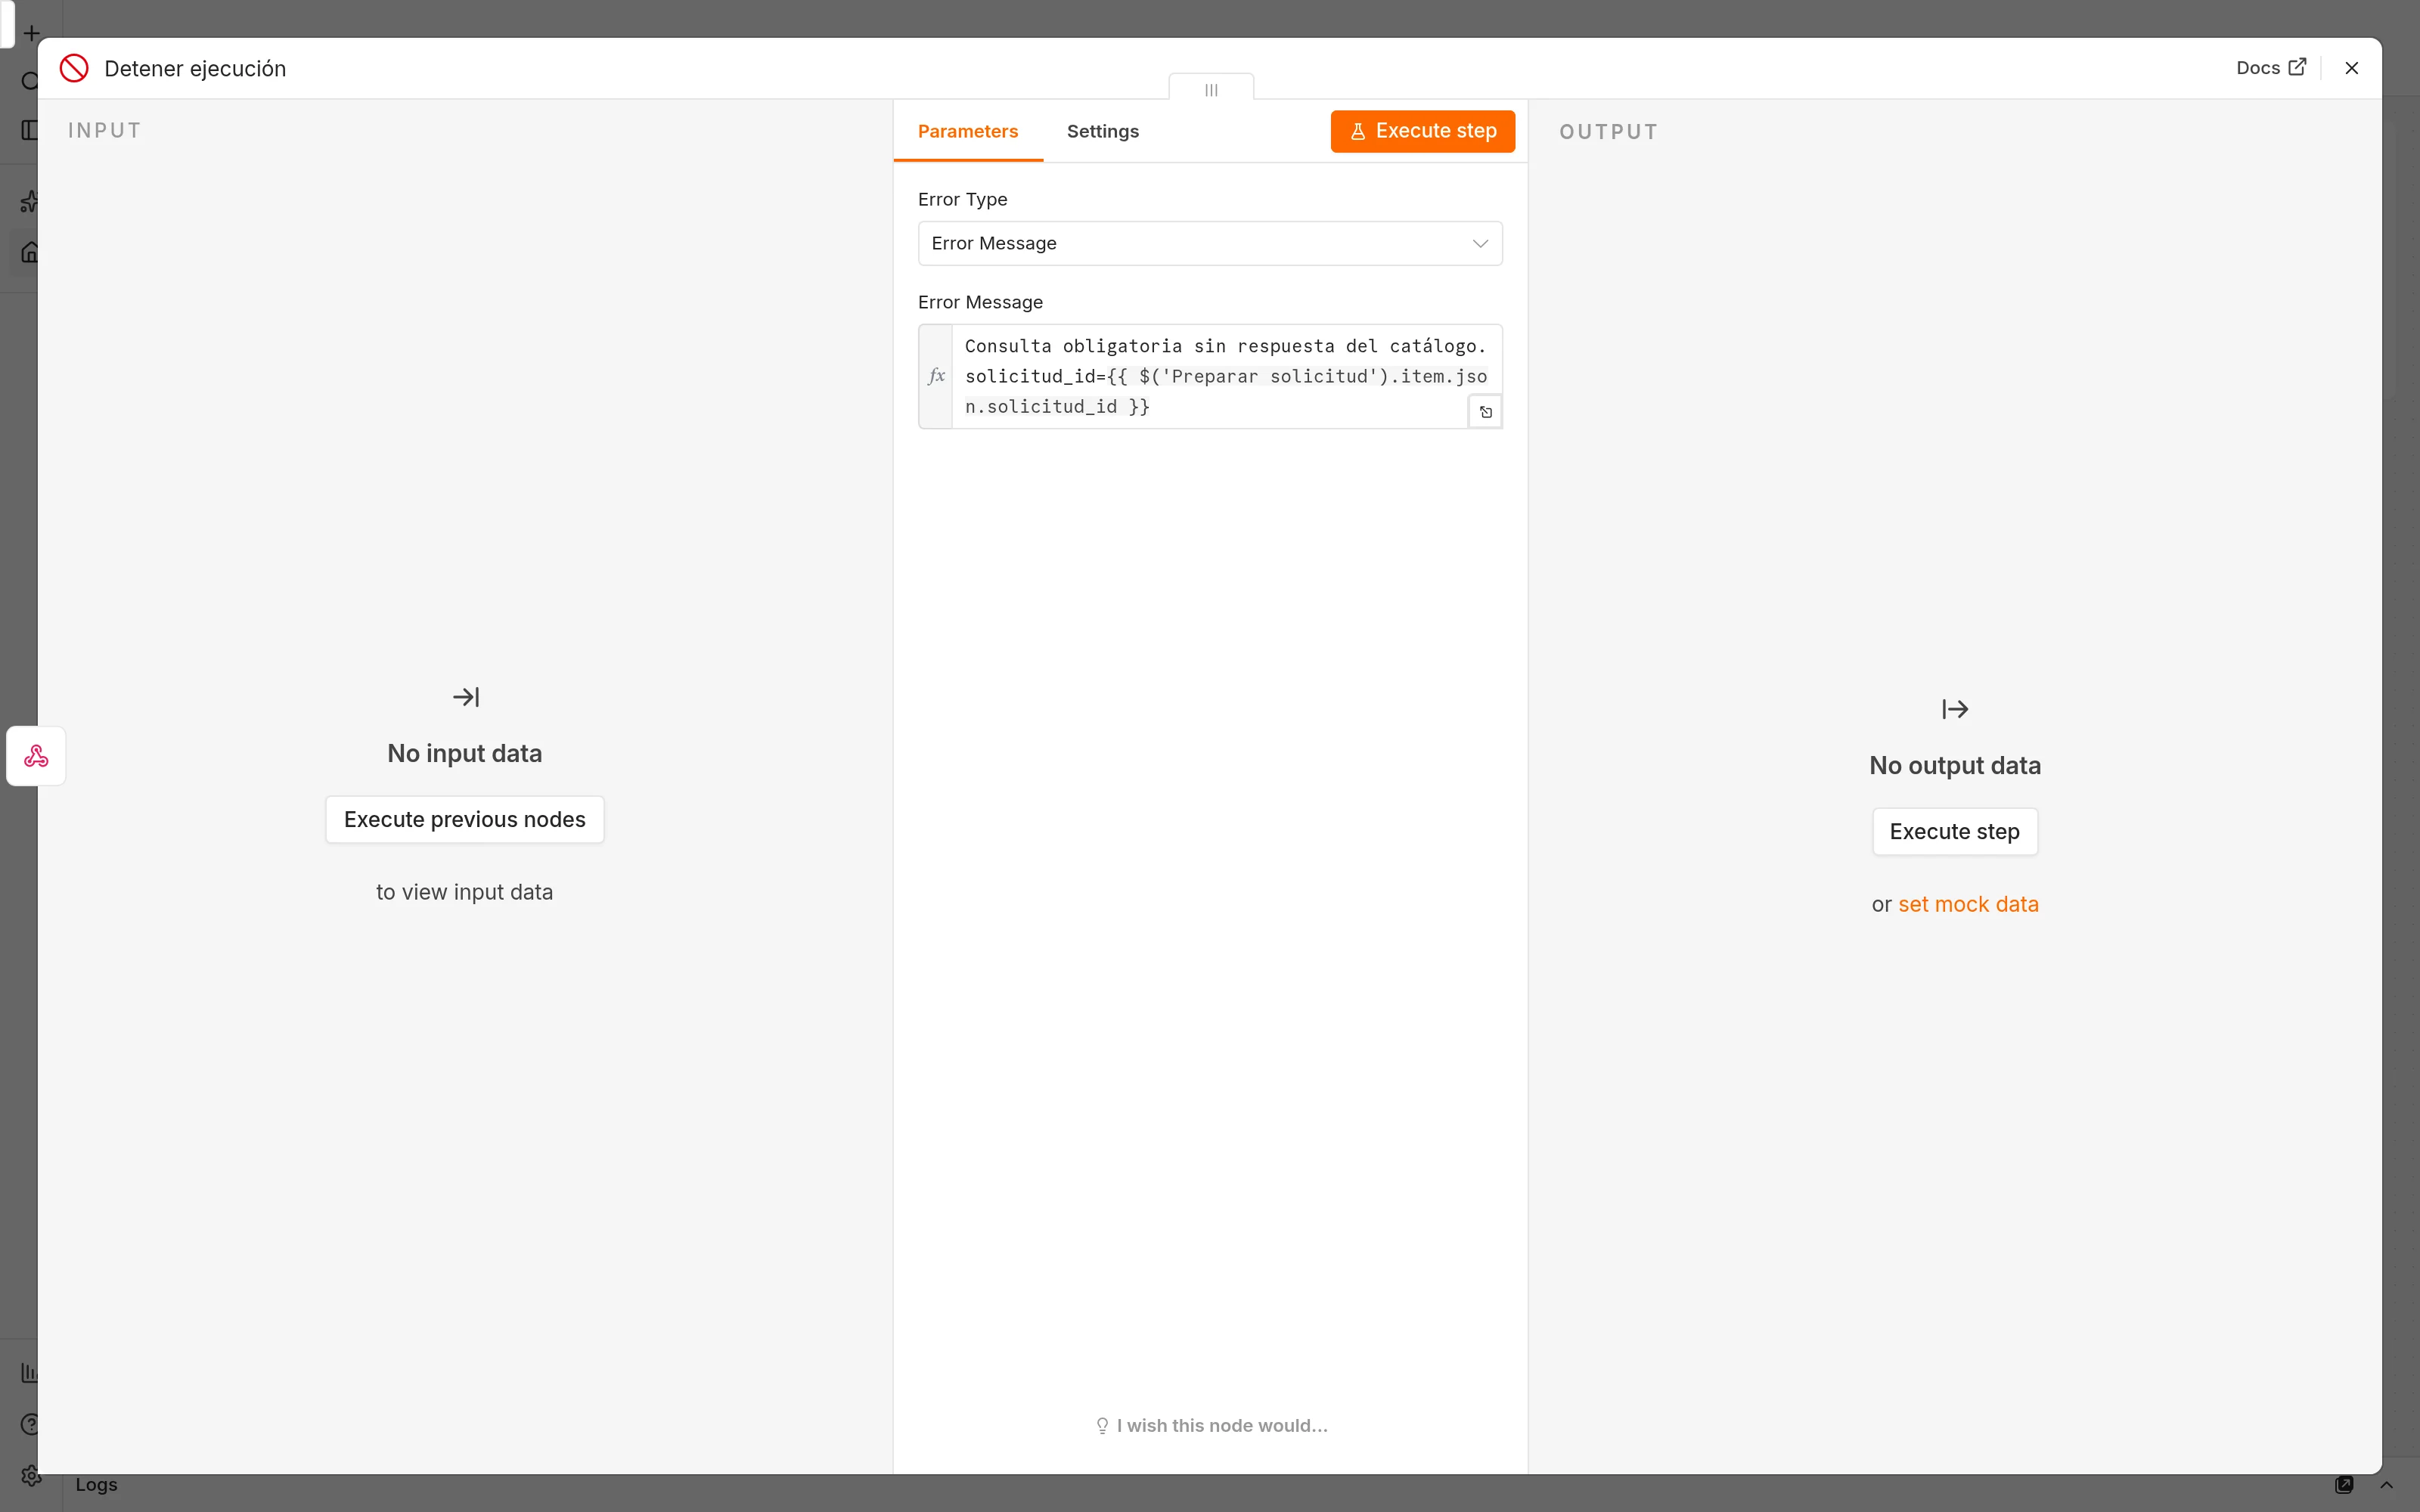 Detener ejecución
Docs
INPUT
Parameters
Settings
Execute step
OUTPUT
Error Type
Error Message
Error Message
fx
Consulta obligatoria sin respuesta del catálogo.
solicitud_id={{ $('Preparar solicitud').item.jso
n.solicitud_id }}
No input data
Execute previous nodes
to view input data
No output data
Execute step
or set mock data
I wish this node would...
Logs